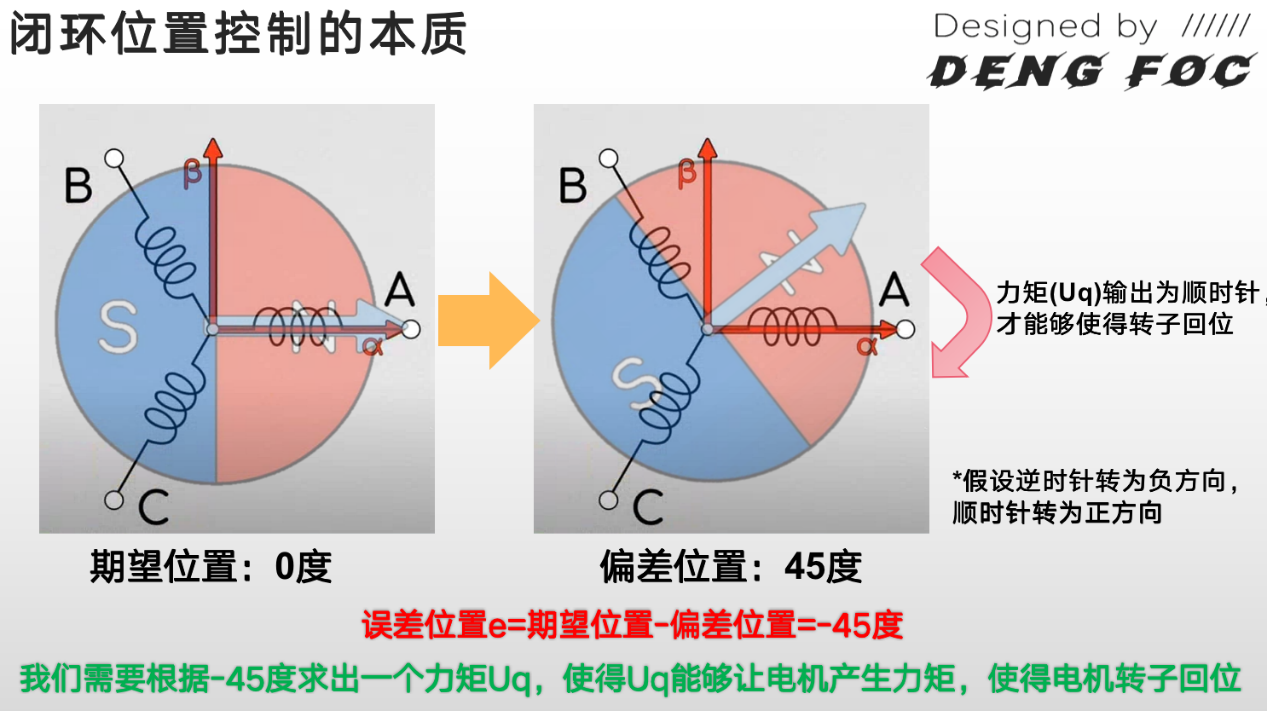 闭环位置控制的本质
Designed by //////
DENG FOC
B
β
A
S
N
α
C
B
β
A
N
S
α
C
力矩(Uq)输出为顺时针,
才能够使得转子回位
*假设逆时针转为负方向,
顺时针转为正方向
期望位置：0度
偏差位置：45度
误差位置e=期望位置-偏差位置=-45度
我们需要根据-45度求出一个力矩Uq，使得Uq能够让电机产生力矩，使得电机转子回位